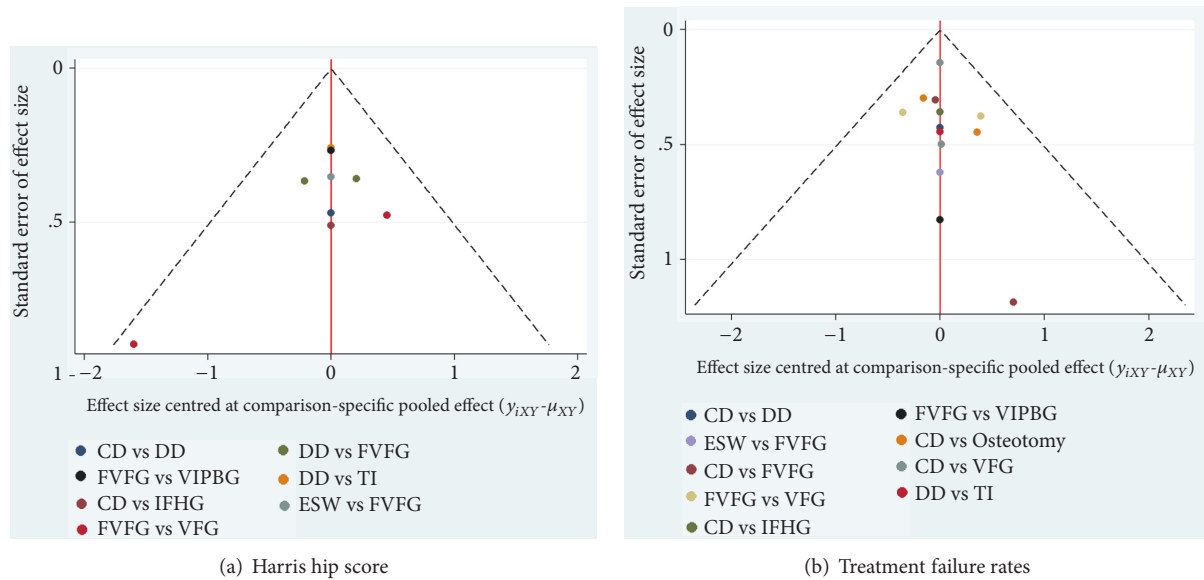 0
.5
1
Standard error of effect size
−2
−1
0
1
2
Effect size centred at comparison-specific pooled effect (y_iXY-μ_XY)
CD vs DD
FVFG vs VIPBG
CD vs IFHG
FVFG vs VFG
DD vs FVFG
DD vs TI
ESW vs FVFG
(a) Harris hip score
0
.5
1
Standard error of effect size
−2
−1
0
1
2
Effect size centred at comparison-specific pooled effect (y_iXY-μ_XY)
CD vs DD
ESW vs FVFG
CD vs FVFG
FVFG vs VFG
CD vs IFHG
FVFG vs VIPBG
CD vs Osteotomy
CD vs VFG
DD vs TI
(b) Treatment failure rates